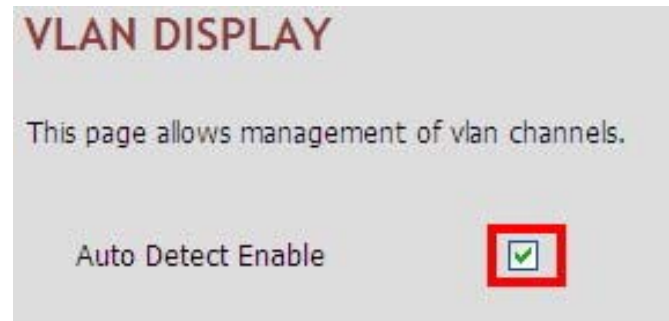 VLAN DISPLAY
This page allows management of vlan channels.
Auto Detect Enable